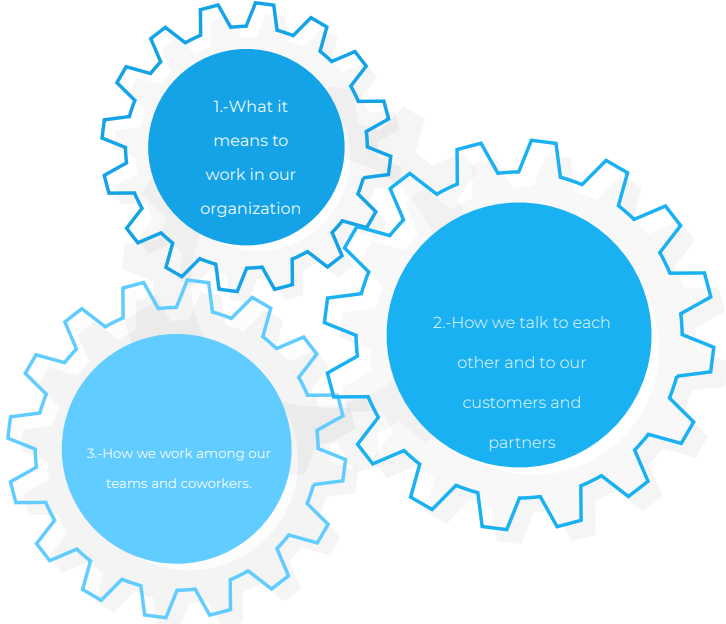 1.-What it
means to
work in our
organization
2.-How we talk to each
other and to our
customers and
partners
3.-How we work among our
teams and coworkers.